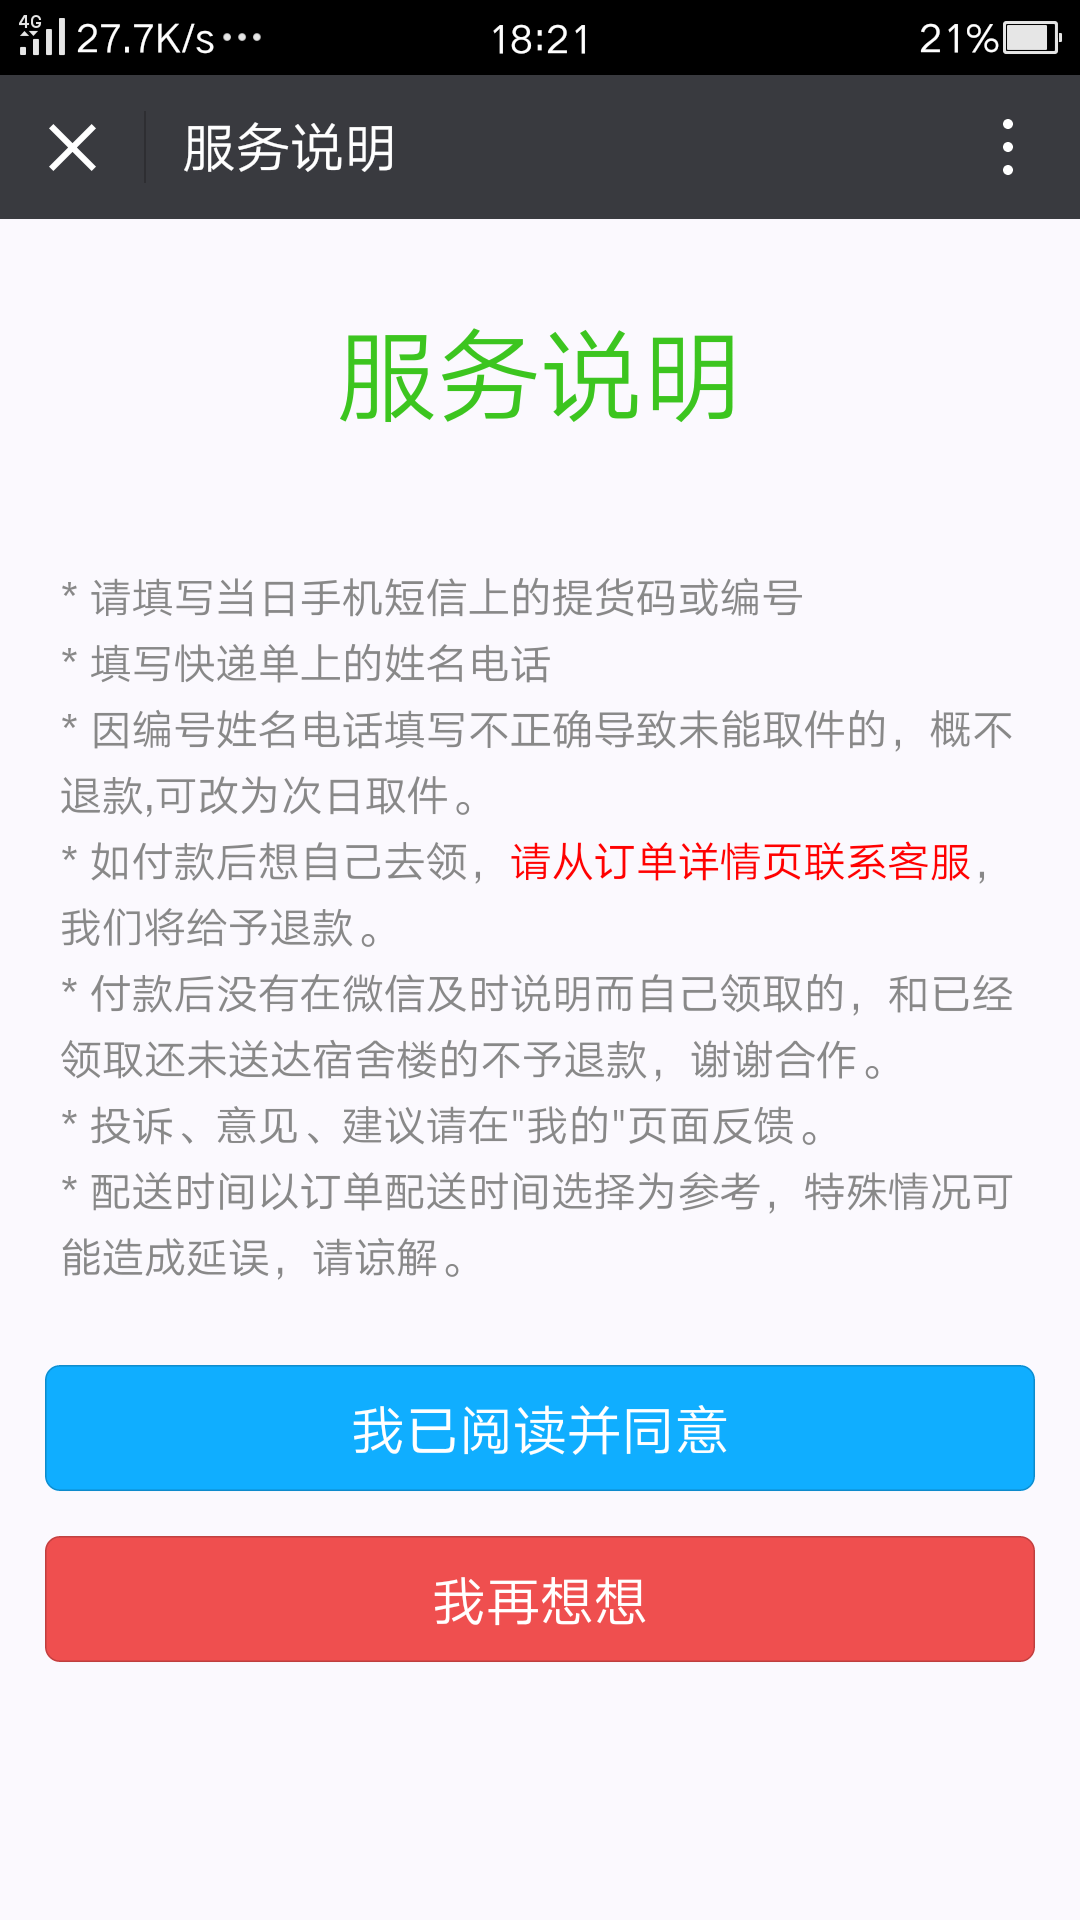 4G 27.7K/s··· 18:21 21%
服务说明
服务说明
* 请填写当日手机短信上的提货码或编号
* 填写快递单上的姓名电话
* 因编号姓名电话填写不正确导致未能取件的，概不
退款,可改为次日取件。
* 如付款后想自己去领，请从订单详情页联系客服，
我们将给予退款。
* 付款后没有在微信及时说明而自己领取的，和已经
领取还未送达宿舍楼的不予退款，谢谢合作。
* 投诉、意见、建议请在"我的"页面反馈。
* 配送时间以订单配送时间选择为参考，特殊情况可
能造成延误，请谅解。
我已阅读并同意
我再想想